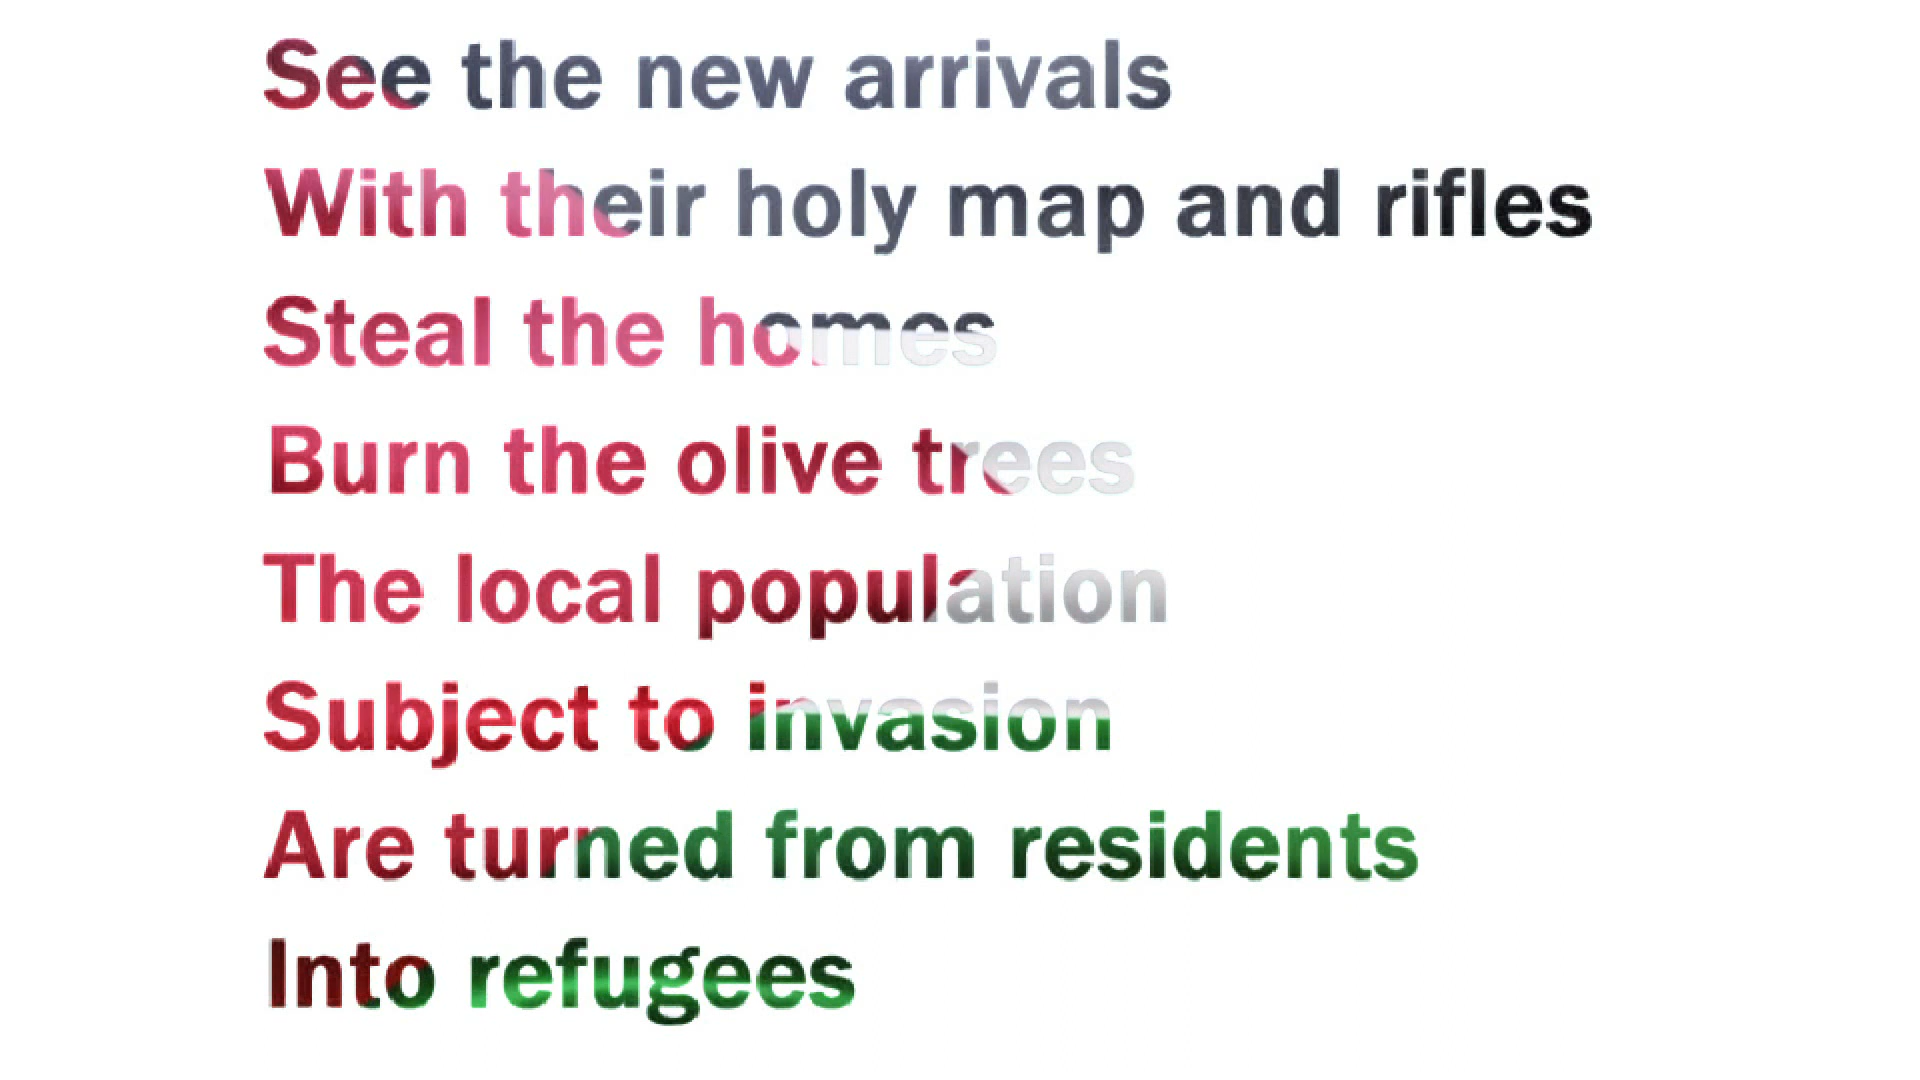 See the new arrivals
With their holy map and rifles
Steal the homes
Burn the olive trees
The local population
Subject to invasion
Are turned from residents
Into refugees